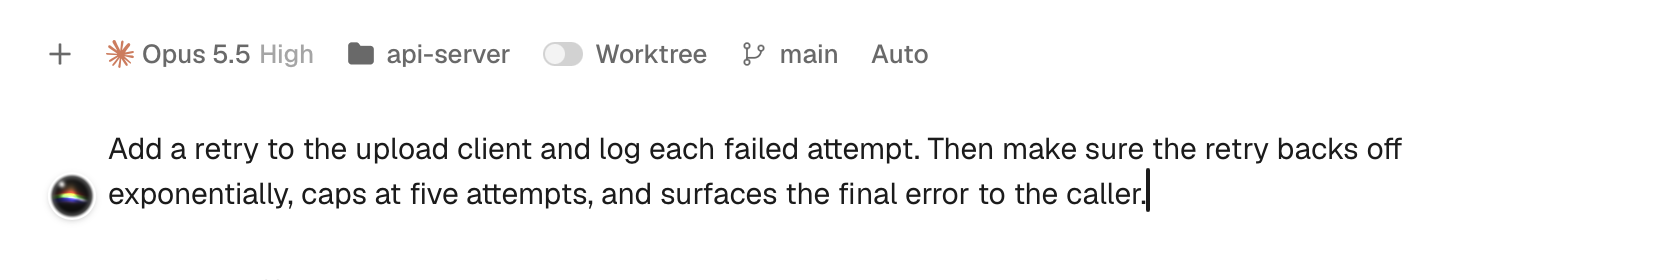 Opus 5.5 High api-server Worktree main Auto
Add a retry to the upload client and log each failed attempt. Then make sure the retry backs off
exponentially, caps at five attempts, and surfaces the final error to the caller.